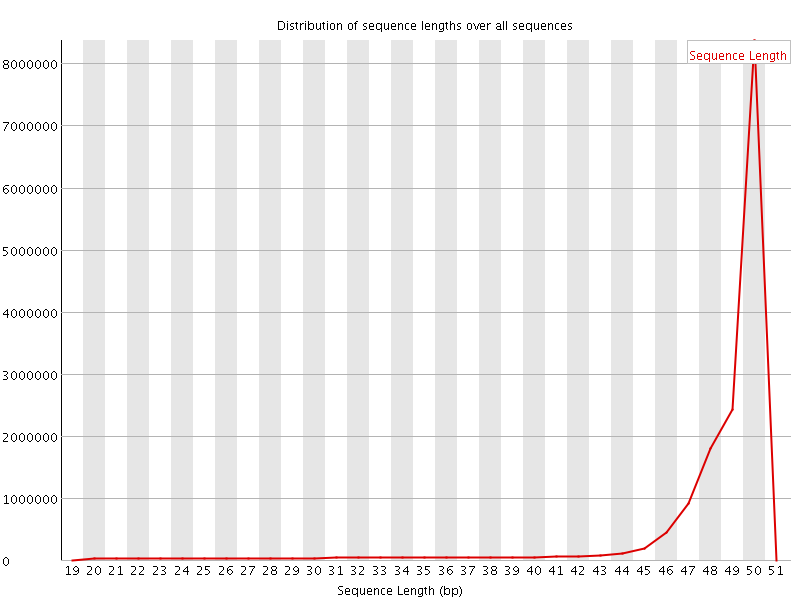 Distribution of sequence lengths over all sequences
Sequence Length
8000000
7000000
6000000
5000000
4000000
3000000
2000000
1000000
0
19 20 21 22 23 24 25 26 27 28 29 30 31 32 33 34 35 36 37 38 39 40 41 42 43 44 45 46 47 48 49 50 51
Sequence Length (bp)